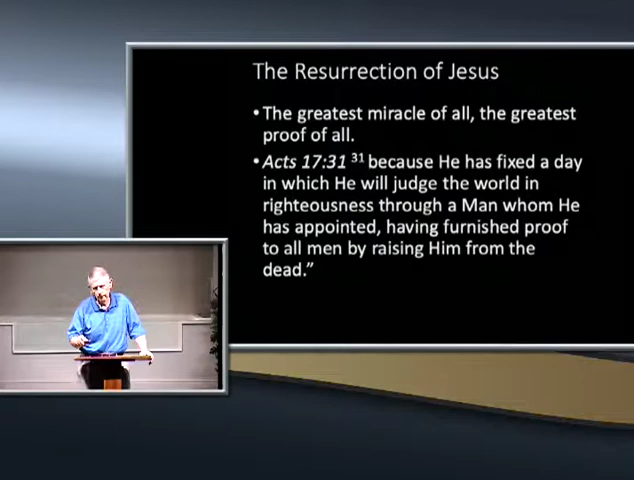 The Resurrection of Jesus
• The greatest miracle of all, the greatest
proof of all.
• Acts 17:31 31 because He has fixed a day
in which He will judge the world in
righteousness through a Man whom He
has appointed, having furnished proof
to all men by raising Him from the
dead.”